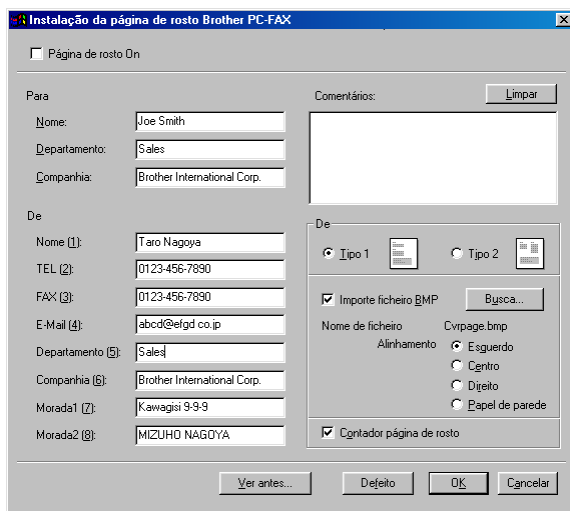 Instalação da página de rosto Brother PC-FAX
Página de rosto On
Para
Nome: Joe Smith
Departamento: Sales
Companhia: Brother International Corp.
Comentários: Limpar
De
Nome (1): Taro Nagoya
TEL (2): 0123-456-7890
FAX (3): 0123-456-7890
E-Mail (4): abcd@efgd co.jp
Departamento (5): Sales
Companhia (6): Brother International Corp.
Morada1 (7): Kawagisi 9-9-9
Morada2 (8): MIZUHO NAGOYA
De
Tipo 1 Tipo 2
Importe ficheiro BMP Busca...
Nome de ficheiro Cvrpage.bmp
Alinhamento Esguerdo
Centro
Direito
Papel de parede
Contador página de rosto
Ver antes... Defeito OK Cancelar